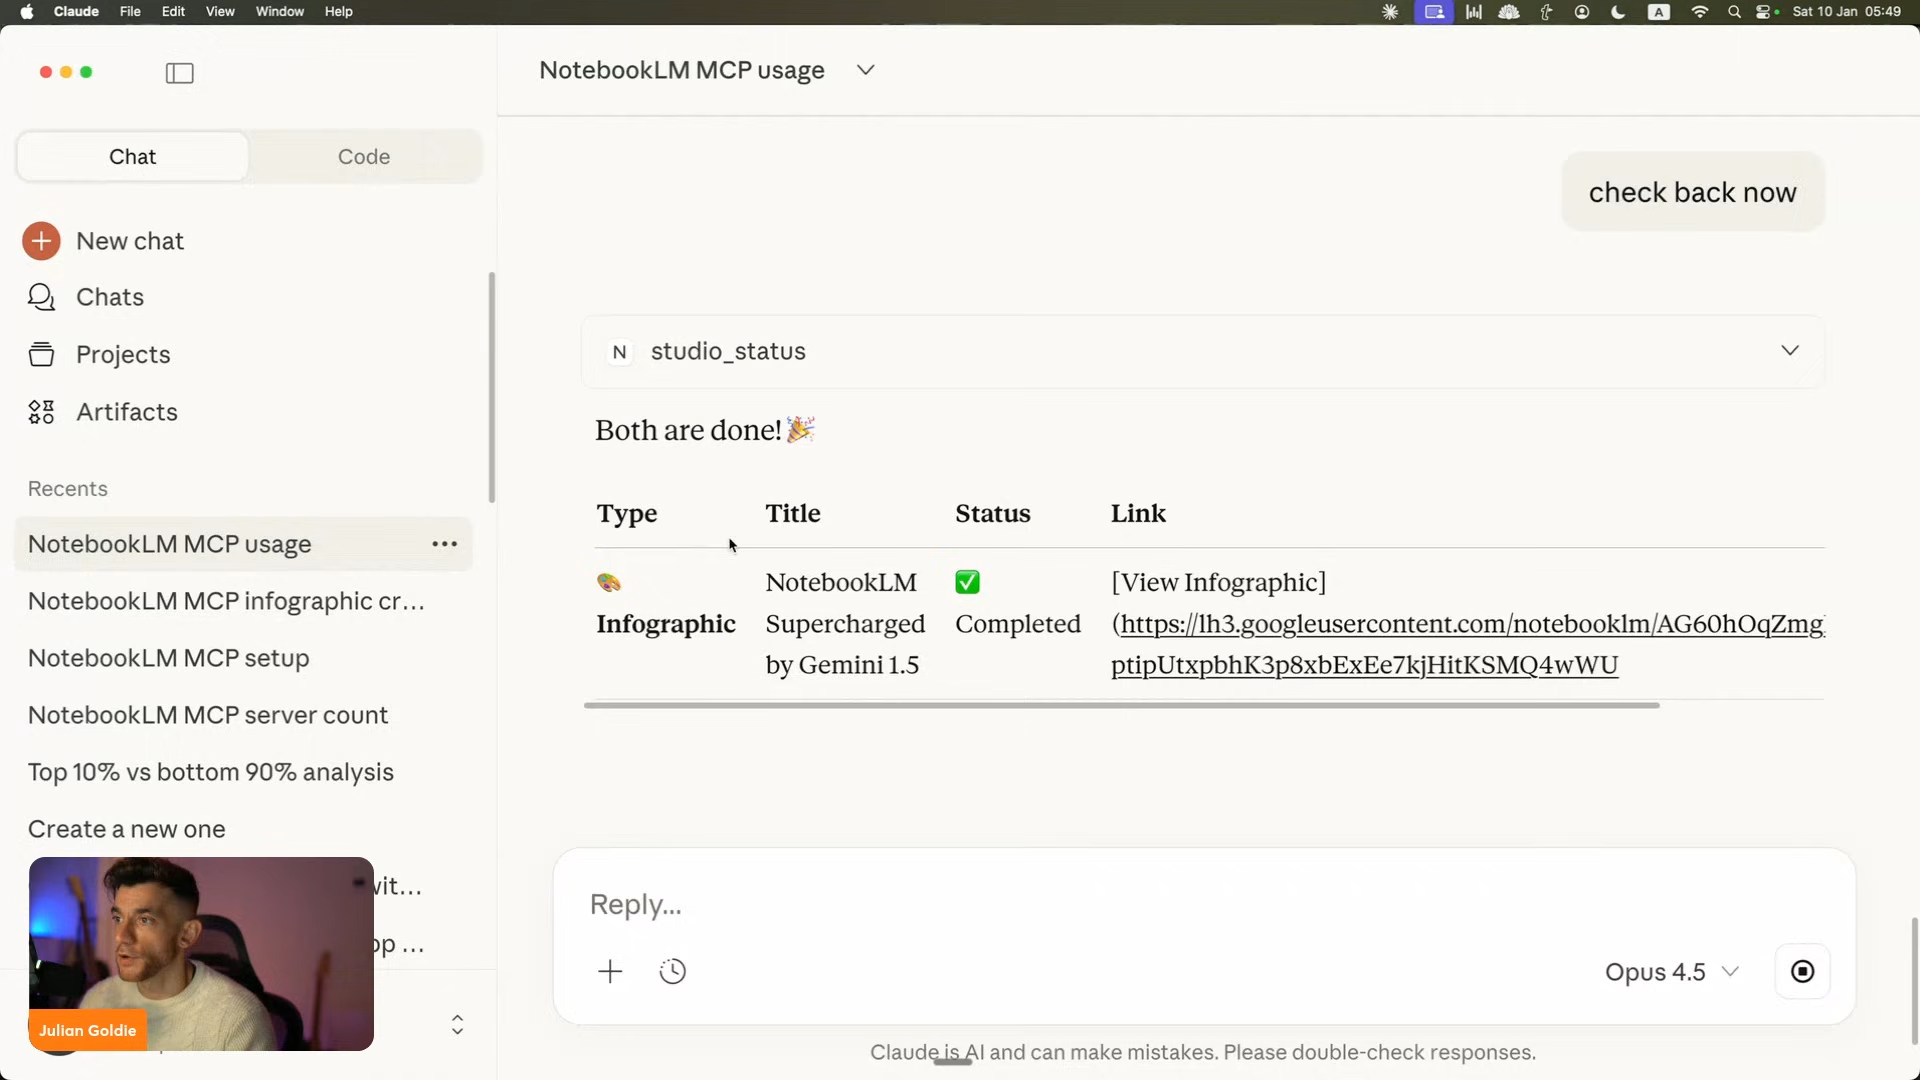 Claude File Edit View Window Help
A Sat 10 Jan 05:49
NotebookLM MCP usage
Chat Code
New chat
Chats
Projects
Artifacts
Recents
NotebookLM MCP usage
NotebookLM MCP infographic cr...
NotebookLM MCP setup
NotebookLM MCP server count
Top 10% vs bottom 90% analysis
Create a new one
Julian Goldie
check back now
N studio_status
Both are done! 🎉
Type Title Status Link
🎨 NotebookLM ✅ [View Infographic]
Infographic Supercharged Completed (https://lh3.googleusercontent.com/notebooklm/AG60hOqZmg
by Gemini 1.5 ptipUtxpbhK3p8xbExEe7kjHitKSMQ4wWU
Reply...
Opus 4.5
Claude is AI and can make mistakes. Please double-check responses.